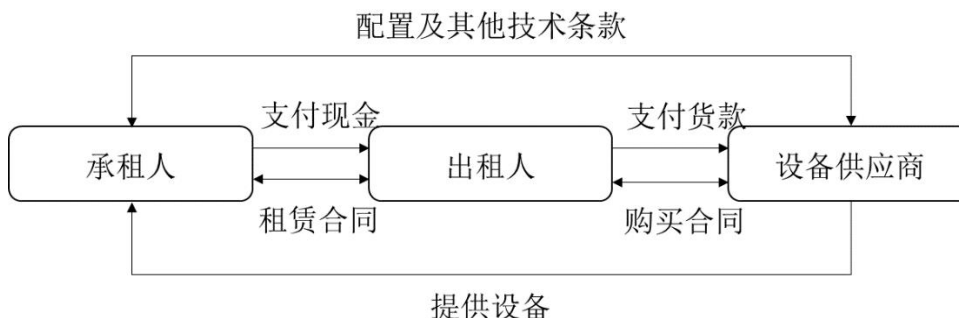 配置及其他技术条款
支付现金
支付货款
承租人
出租人
设备供应商
租赁合同
购买合同
提供设备